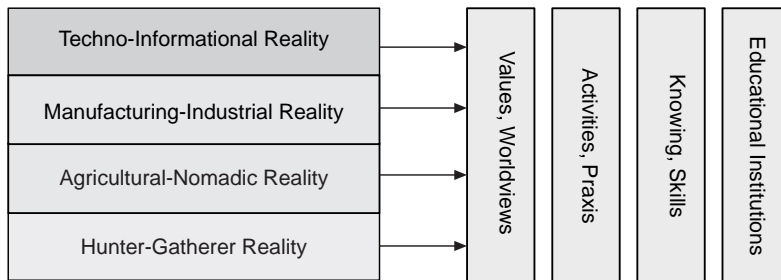 Techno-Informational Reality
Manufacturing-Industrial Reality
Agricultural-Nomadic Reality
Hunter-Gatherer Reality
Values, Worldviews
Activities, Praxis
Knowing, Skills
Educational Institutions